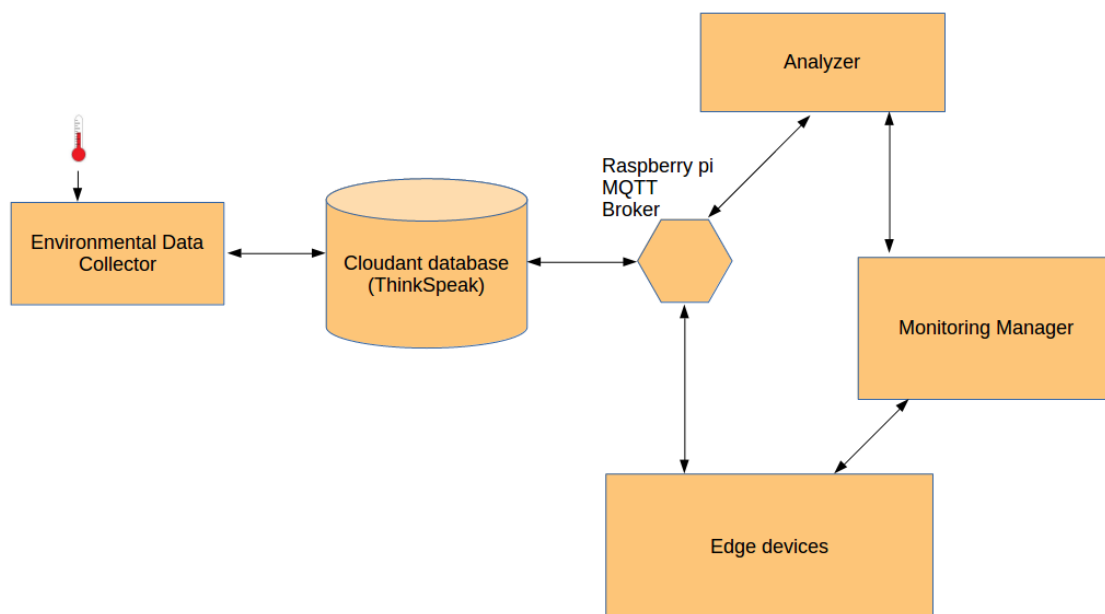 Analyzer
Raspberry pi
MQTT
Broker
Environmental Data
Collector
Cloudant database
(ThinkSpeak)
Monitoring Manager
Edge devices